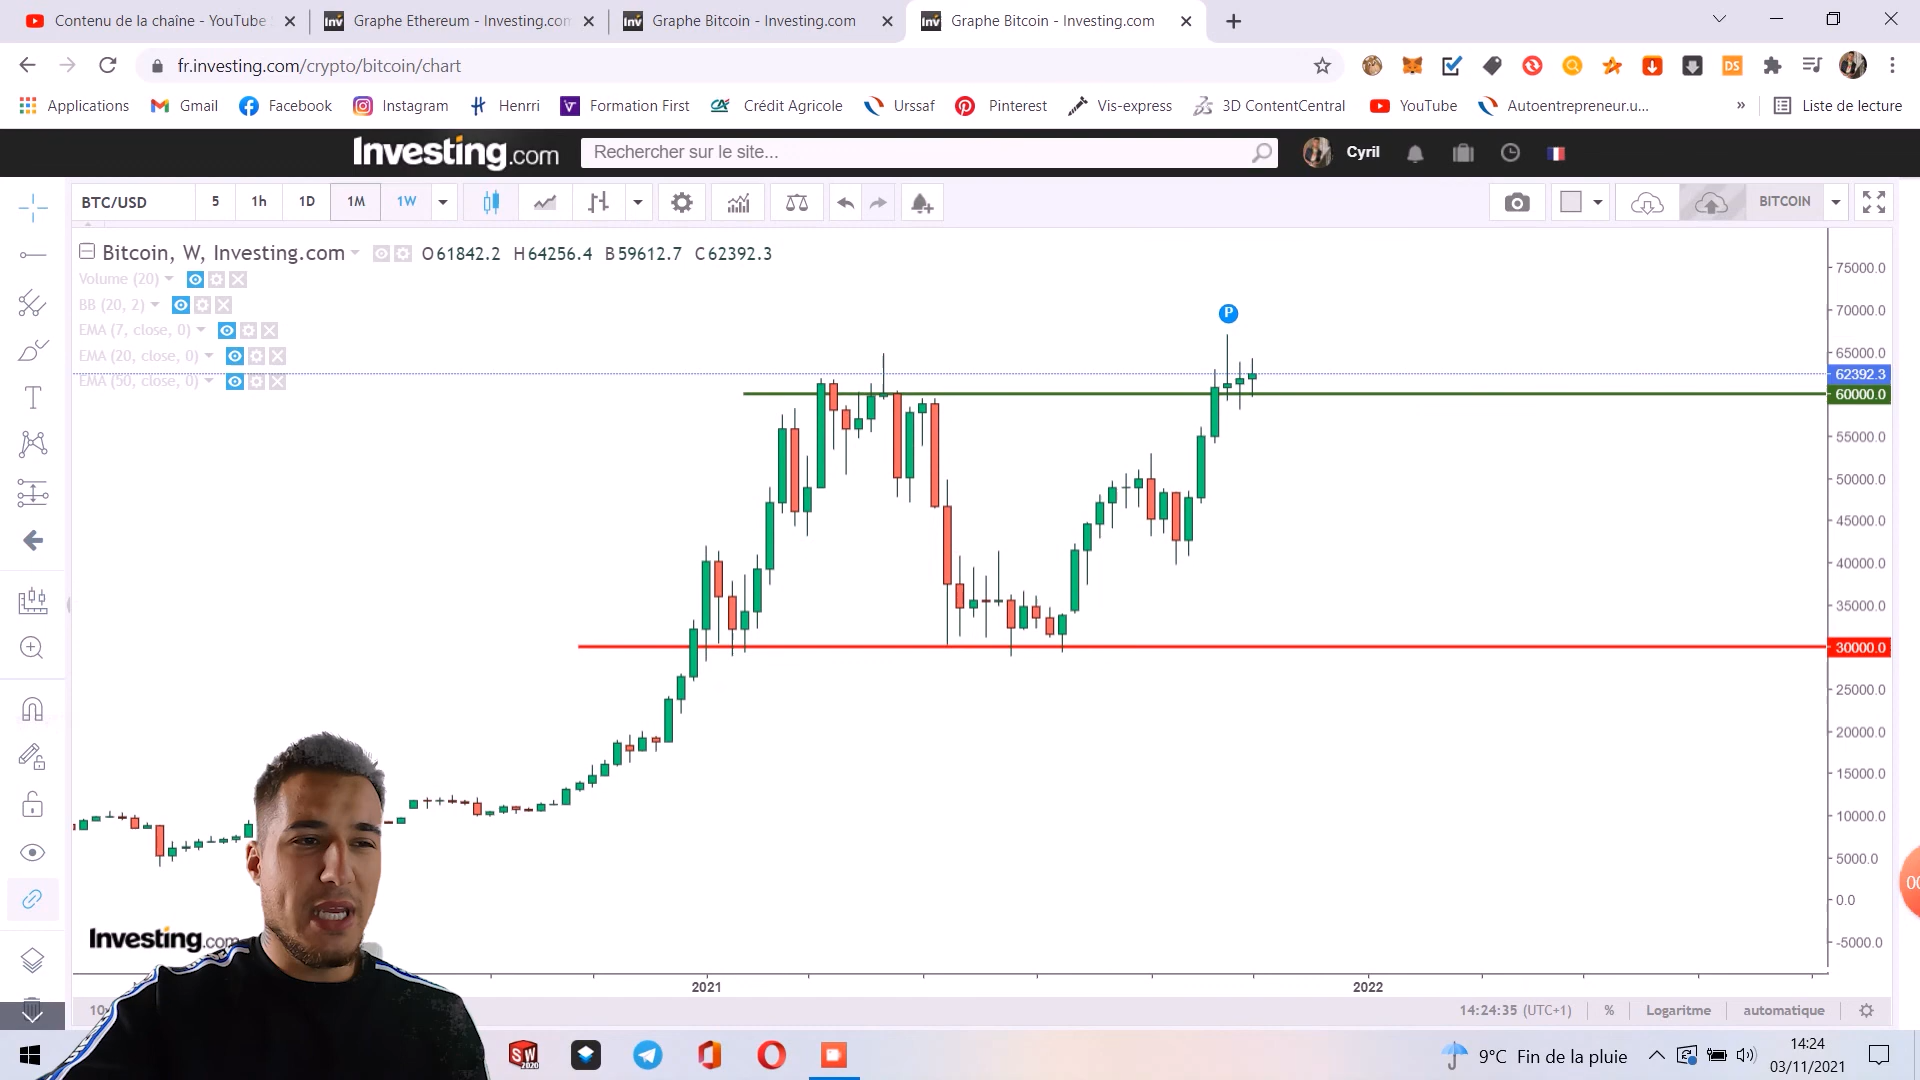 Contenu de la chaîne - YouTube
Graphe Ethereum - Investing.com
Graphe Bitcoin - Investing.com
Graphe Bitcoin - Investing.com
fr.investing.com/crypto/bitcoin/chart
Applications
Gmail
Facebook
Instagram
Henrri
Formation First
Crédit Agricole
Urssaf
Pinterest
Vis-express
3D ContentCentral
YouTube
Autoentrepreneur.u...
»
Liste de lecture
Investing.com
Rechercher sur le site...
Cyril
BTC/USD
5
1h
1D
1M
1W
BITCOIN
Bitcoin, W, Investing.com
O61842.2 H64256.4 B59612.7 C62392.3
Volume (20)
BB (20, 2)
EMA (7, close, 0)
EMA (20, close, 0)
EMA (50, close, 0)
P
75000.0
70000.0
65000.0
62392.3
60000.0
55000.0
50000.0
45000.0
40000.0
35000.0
30000.0
25000.0
20000.0
15000.0
10000.0
5000.0
0.0
-5000.0
Investing.com
2021
2022
14:24:35 (UTC+1)
%
Logaritme
automatique
SW
2020
9°C Fin de la pluie
14:24
03/11/2021